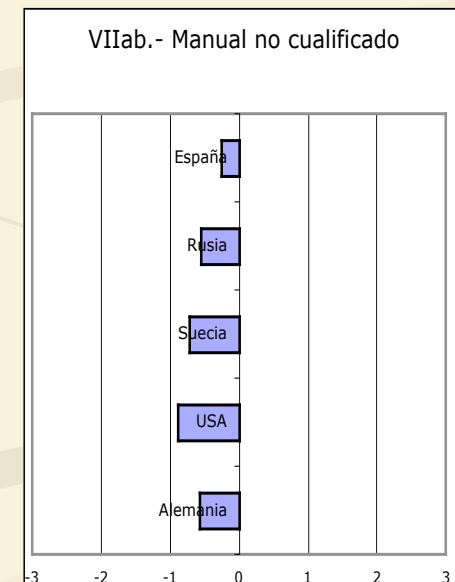 VIIab.- Manual no cualificado
España
Rusia
Suecia
USA
Alemania
-3 -2 -1 0 1 2 3